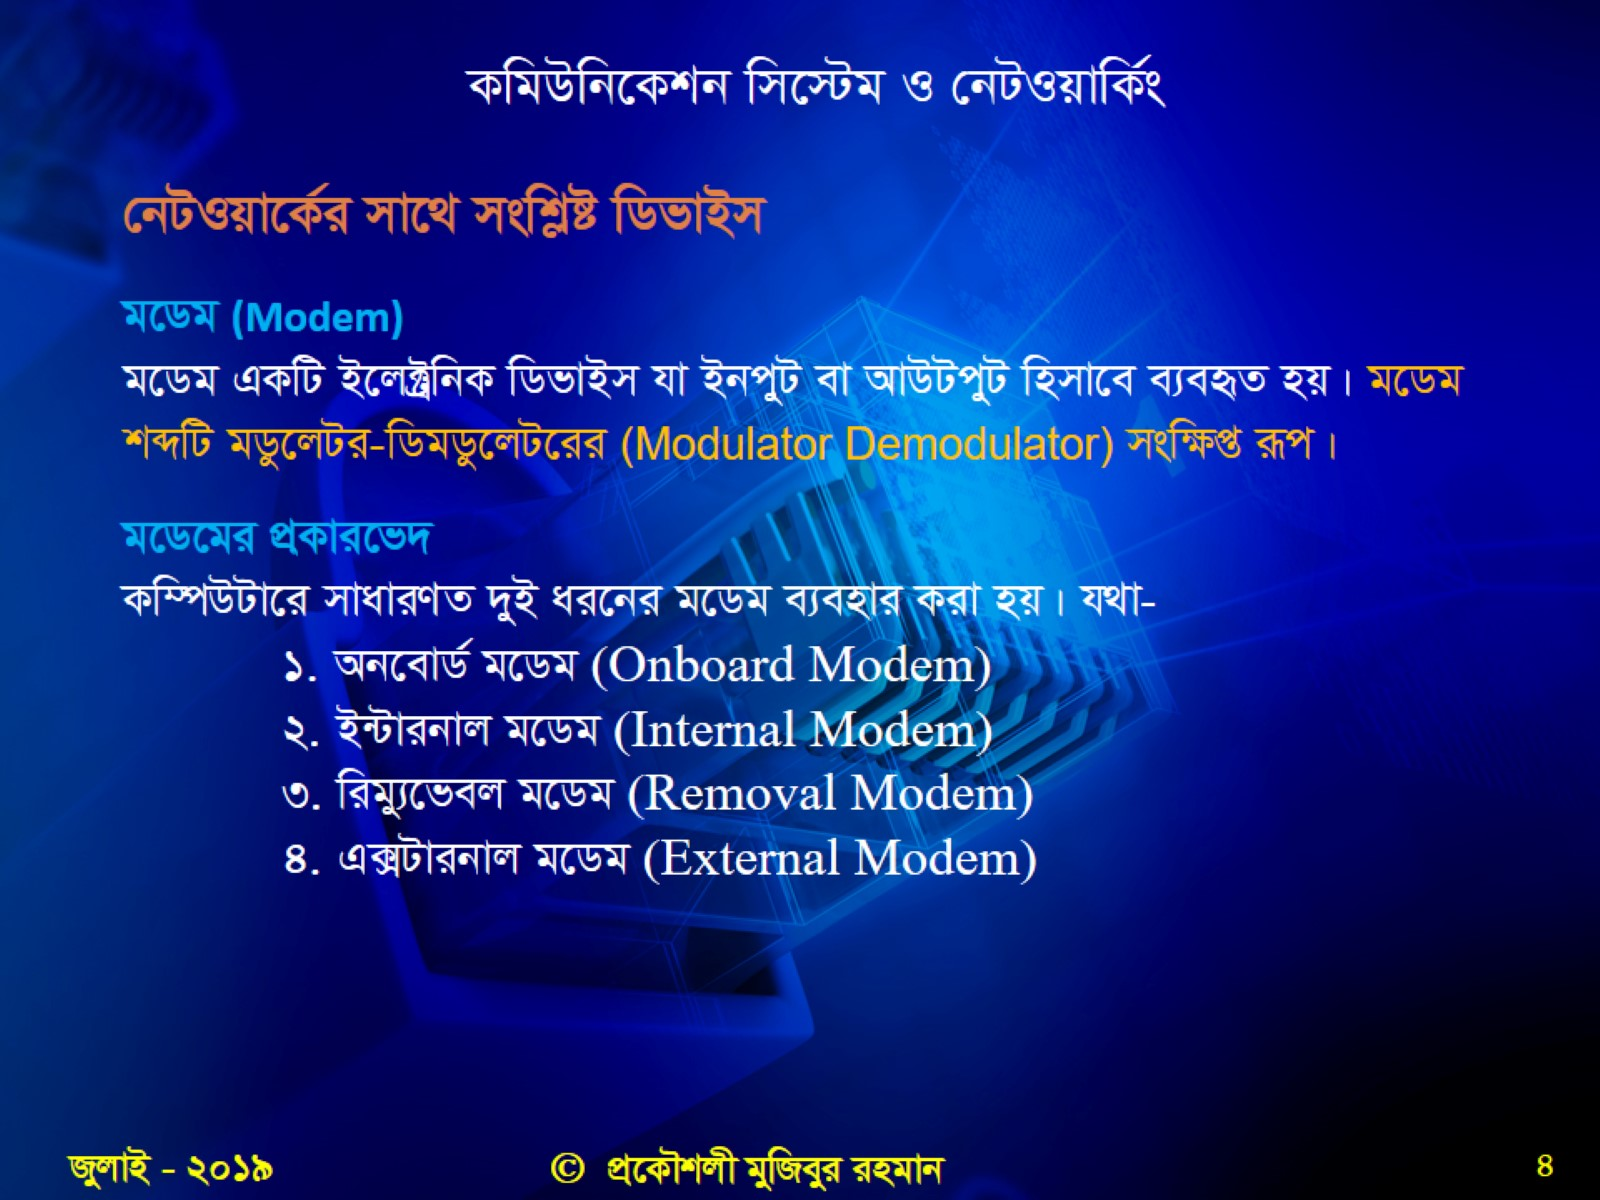 কমিউনিকেশন সিস্টেম ও নেটওয়ার্কিং
নেটওয়ার্কের সাথে সংশ্লিষ্ট ডিভাইস
মডেম (Modem)
মডেম একটি ইলেক্ট্রনিক ডিভাইস যা ইনপুট বা আউটপুট হিসাবে ব্যবহৃত হয়। মডেম
শব্দটি মডুলেটর-ডিমডুলেটরের (Modulator Demodulator) সংক্ষিপ্ত রূপ।
মডেমের প্রকারভেদ
কম্পিউটারে সাধারণত দুই ধরনের মডেম ব্যবহার করা হয়। যথা-
১. অনবোর্ড মডেম (Onboard Modem)
২. ইন্টারনাল মডেম (Internal Modem)
৩. রিম্যুভেবল মডেম (Removal Modem)
৪. এক্সটারনাল মডেম (External Modem)
জুলাই - ২০১৯ © প্রকৌশলী মুজিবুর রহমান ৪